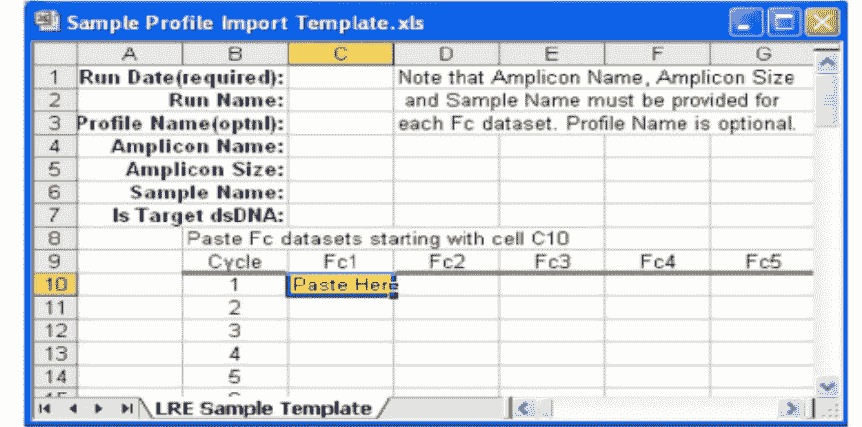 Sample Profile Import Template.xls
A B C D E F G
1 Run Date(required): Note that Amplicon Name, Amplicon Size
2 Run Name: and Sample Name must be provided for
3 Profile Name(optnl): each Fc dataset. Profile Name is optional.
4 Amplicon Name:
5 Amplicon Size:
6 Sample Name:
7 Is Target dsDNA:
8 Paste Fc datasets starting with cell C10
9 Cycle Fc1 Fc2 Fc3 Fc4 Fc5
10 1 Paste Here
11 2
12 3
13 4
14 5
LRE Sample Template